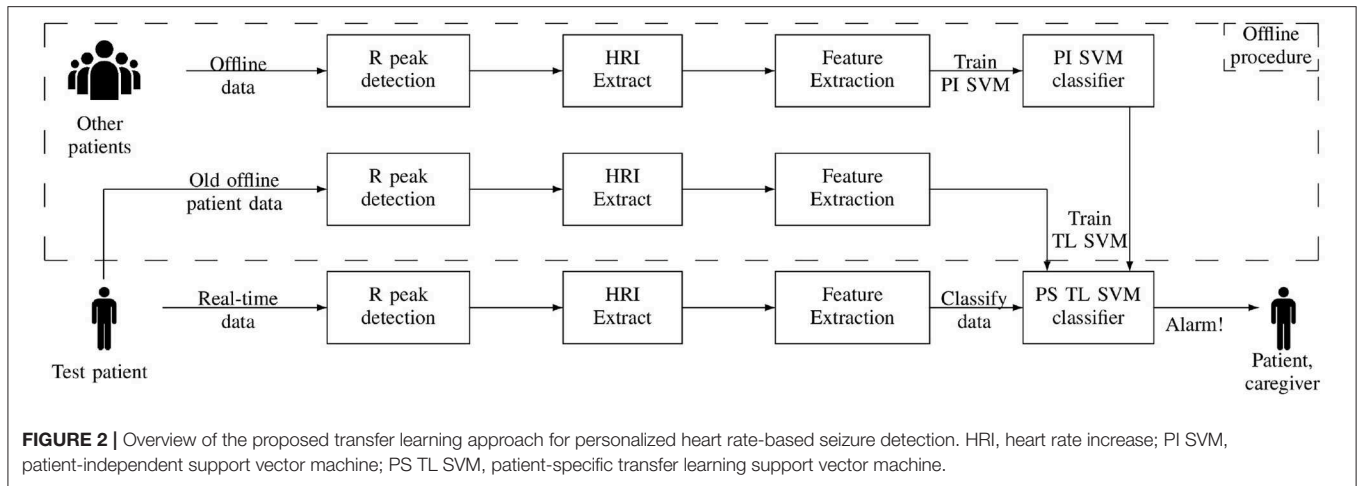 Offline
procedure
Other
patients
Offline
data
R peak
detection
HRI
Extract
Feature
Extraction
Train
PI SVM
PI SVM
classifier
Old offline
patient data
R peak
detection
HRI
Extract
Feature
Extraction
Train
TL SVM
Test patient
Real-time
data
R peak
detection
HRI
Extract
Feature
Extraction
Classify
data
PS TL SVM
classifier
Alarm!
Patient,
caregiver
FIGURE 2 | Overview of the proposed transfer learning approach for personalized heart rate-based seizure detection. HRI, heart rate increase; PI SVM,
patient-independent support vector machine; PS TL SVM, patient-specific transfer learning support vector machine.